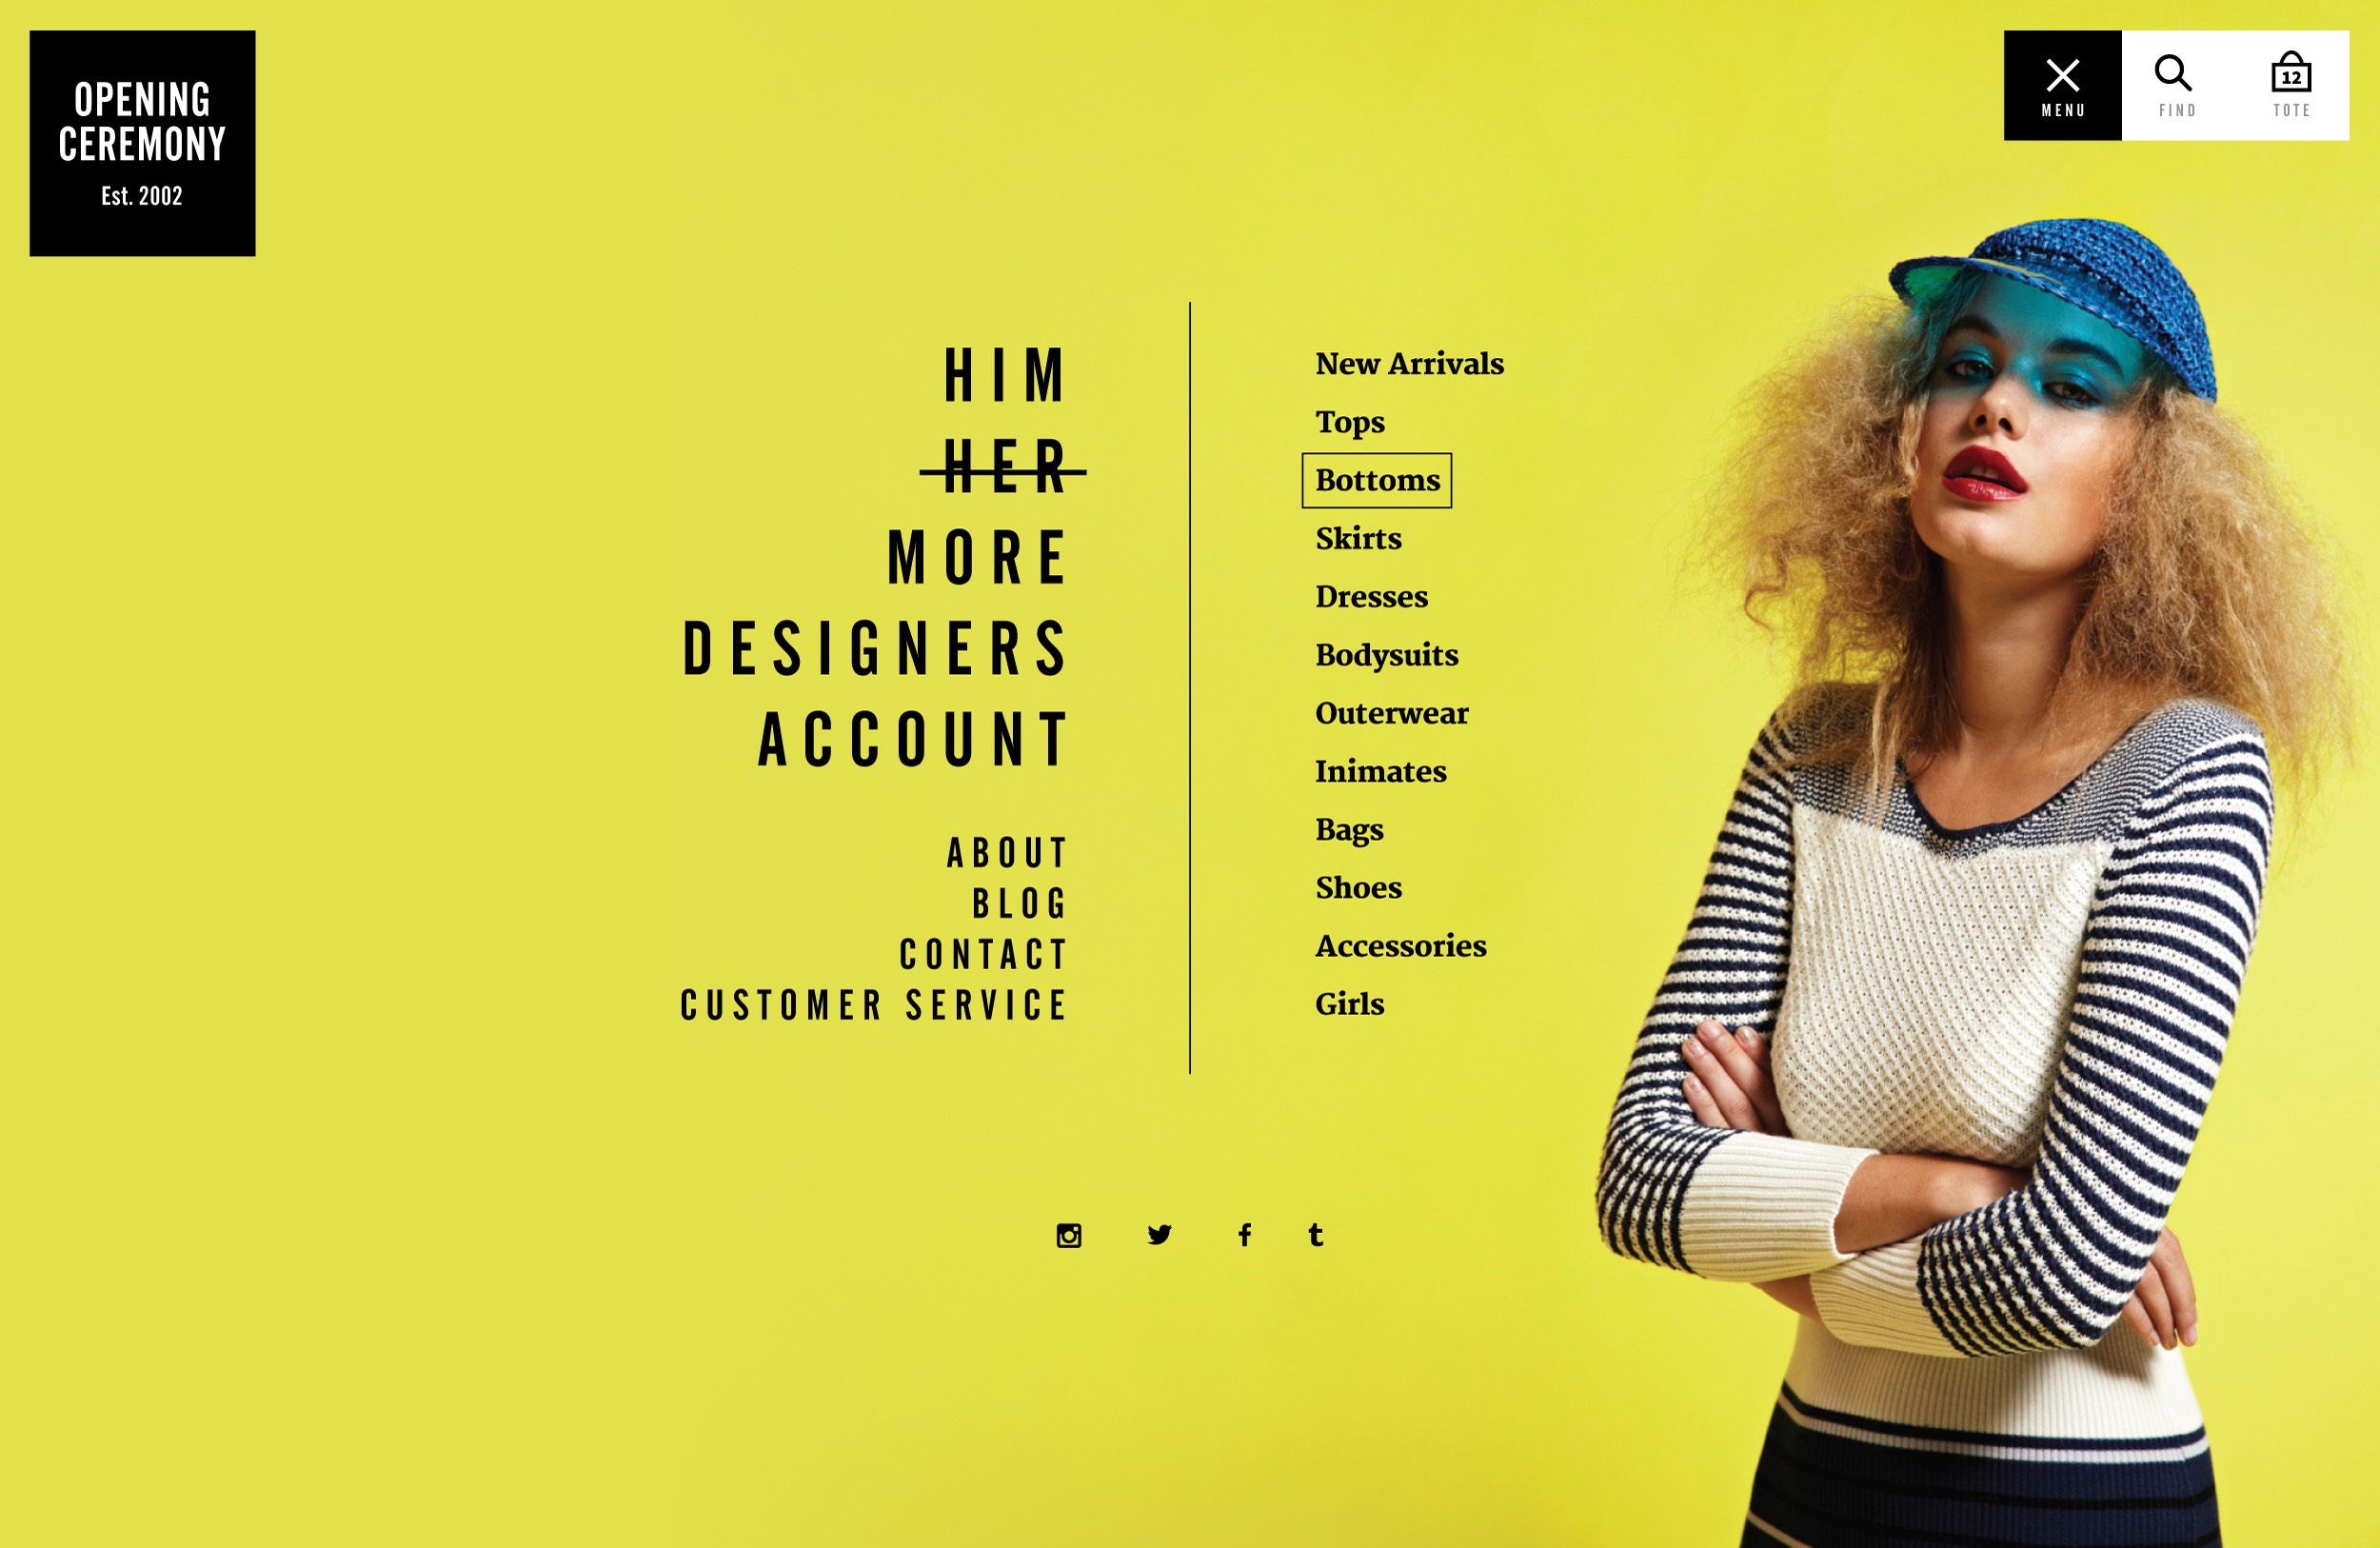 OPENING
CEREMONY
Est. 2002
MENU
FIND
12
TOTE
HIM
HER
MORE
DESIGNERS
ACCOUNT
ABOUT
BLOG
CONTACT
CUSTOMER SERVICE
New Arrivals
Tops
Bottoms
Skirts
Dresses
Bodysuits
Outerwear
Inimates
Bags
Shoes
Accessories
Girls